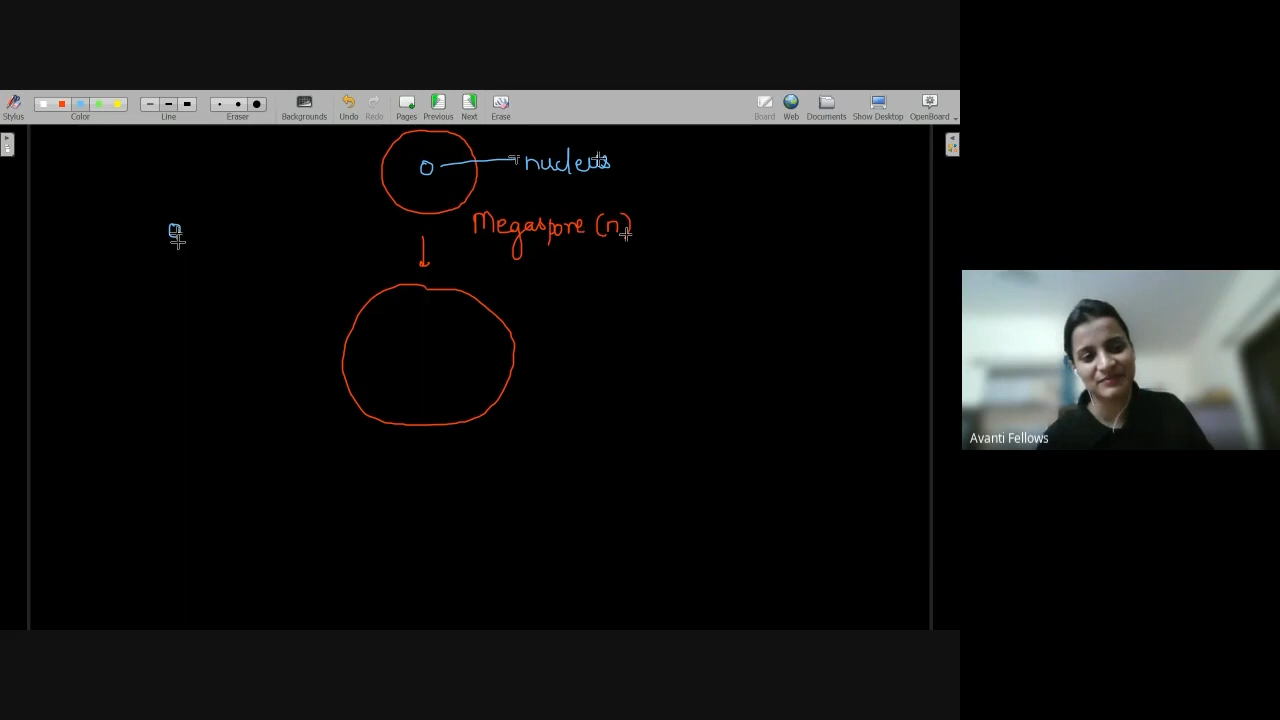 Stylus Color Line Eraser Backgrounds Undo Redo Pages Previous Next Erase Board Web Documents Show Desktop OpenBoard
nucleus
Megaspore (n)
Avanti Fellows